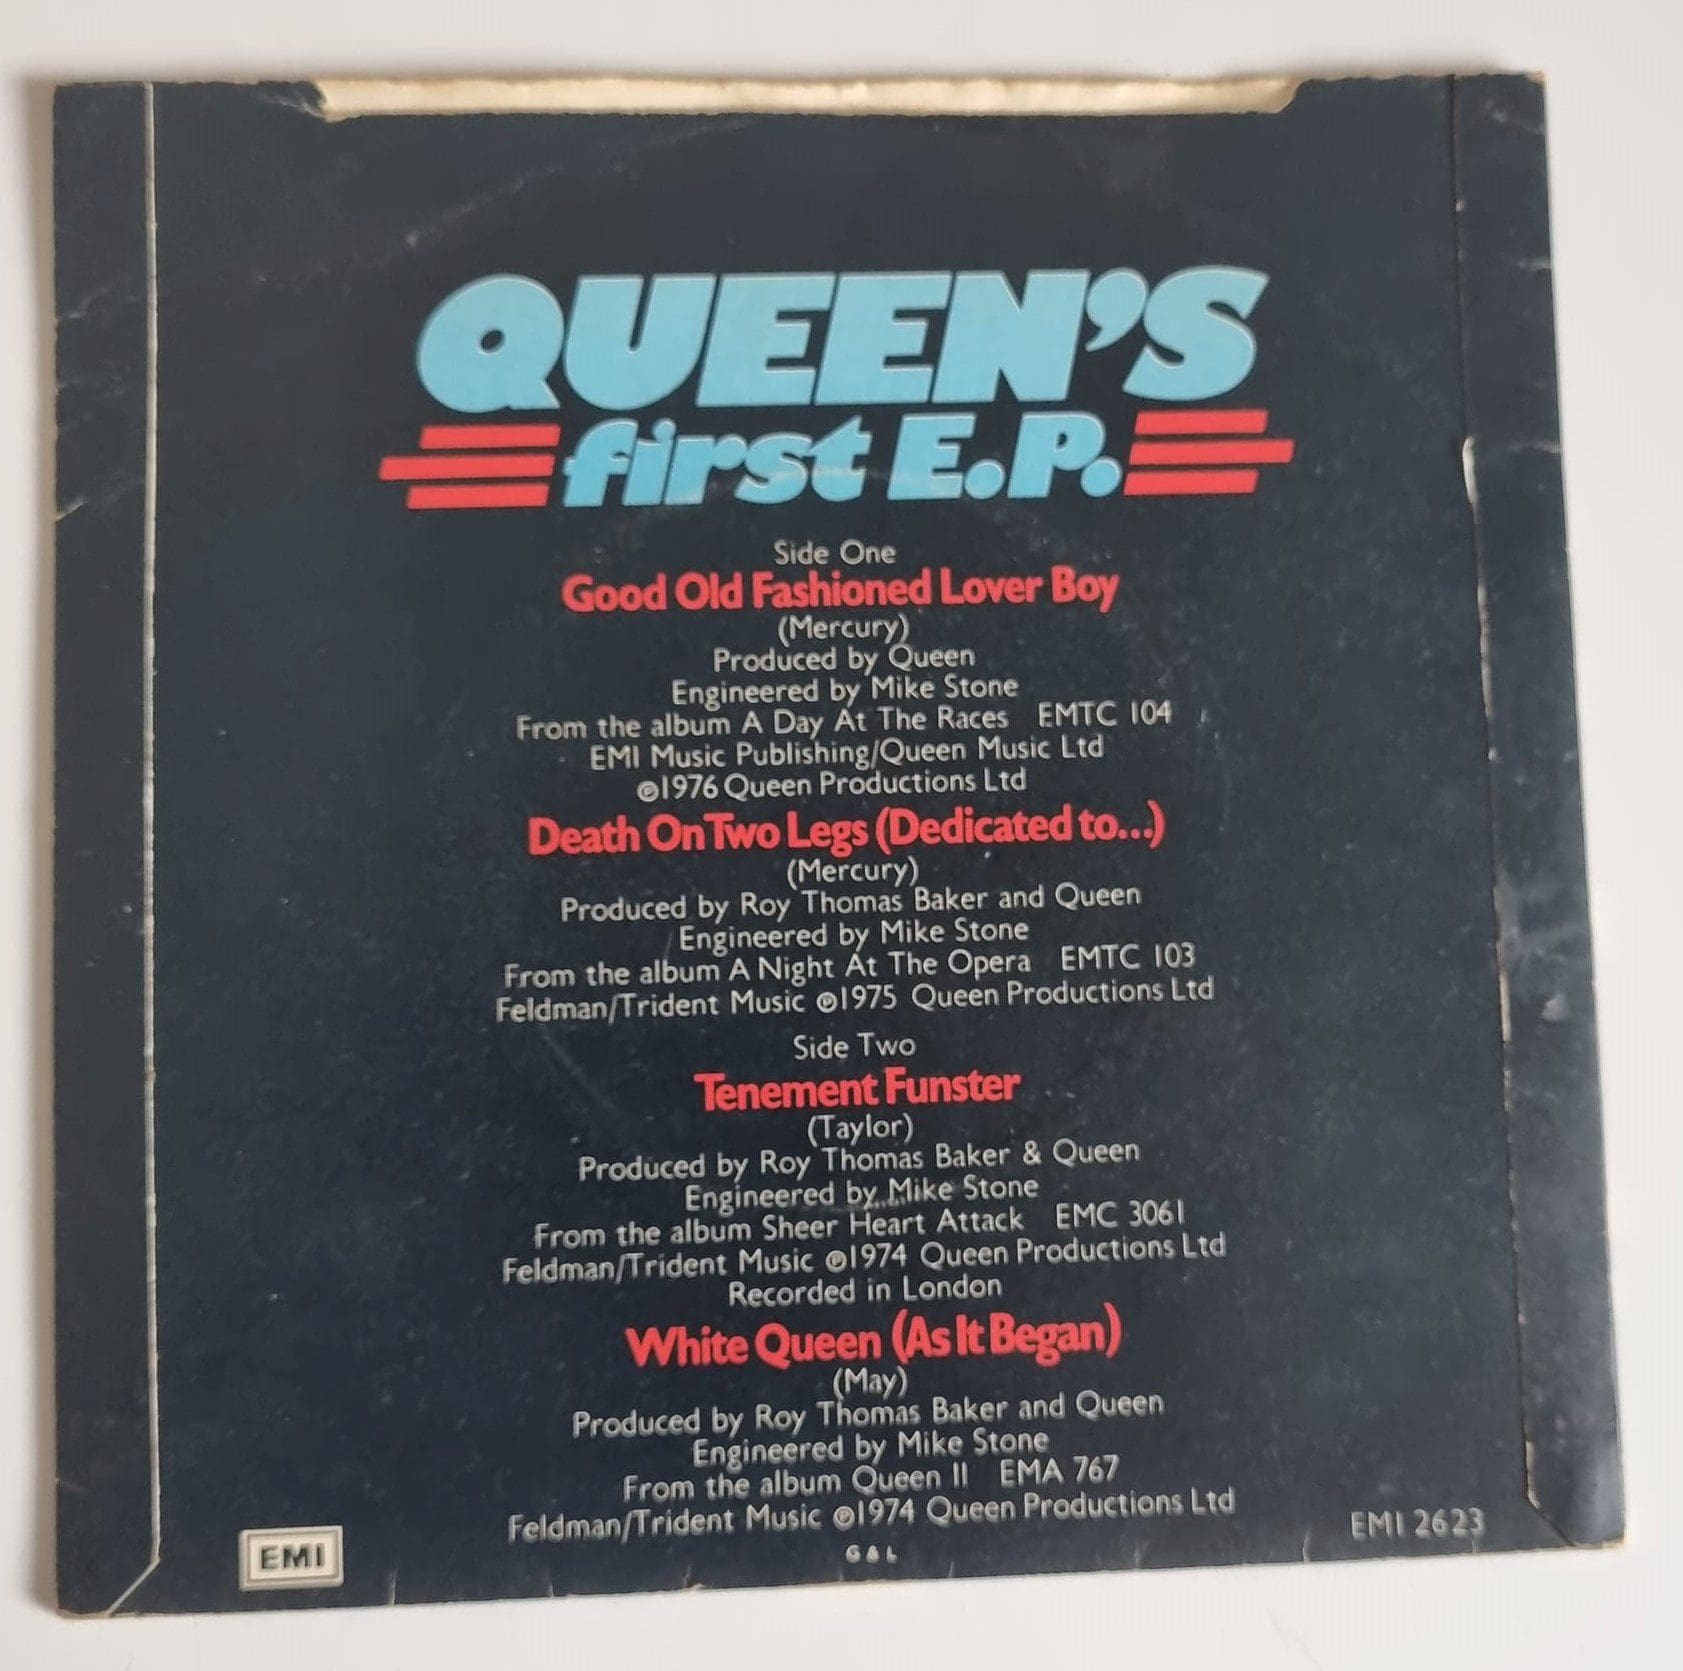 QUEEN'S
first E.P.
Side One
Good Old Fashioned Lover Boy
(Mercury)
Produced by Queen
Engineered by Mike Stone
From the album A Day At The Races EMTC 104
EMI Music Publishing/Queen Music Ltd
℗1976 Queen Productions Ltd
Death On Two Legs (Dedicated to...)
(Mercury)
Produced by Roy Thomas Baker and Queen
Engineered by Mike Stone
From the album A Night At The Opera EMTC 103
Feldman/Trident Music ℗1975 Queen Productions Ltd
Side Two
Tenement Funster
(Taylor)
Produced by Roy Thomas Baker & Queen
Engineered by Mike Stone
From the album Sheer Heart Attack EMC 3061
Feldman/Trident Music ℗1974 Queen Productions Ltd
Recorded in London
White Queen (As It Began)
(May)
Produced by Roy Thomas Baker and Queen
Engineered by Mike Stone
From the album Queen II EMA 767
Feldman/Trident Music ℗1974 Queen Productions Ltd
EMI 2623
EMI
G & L